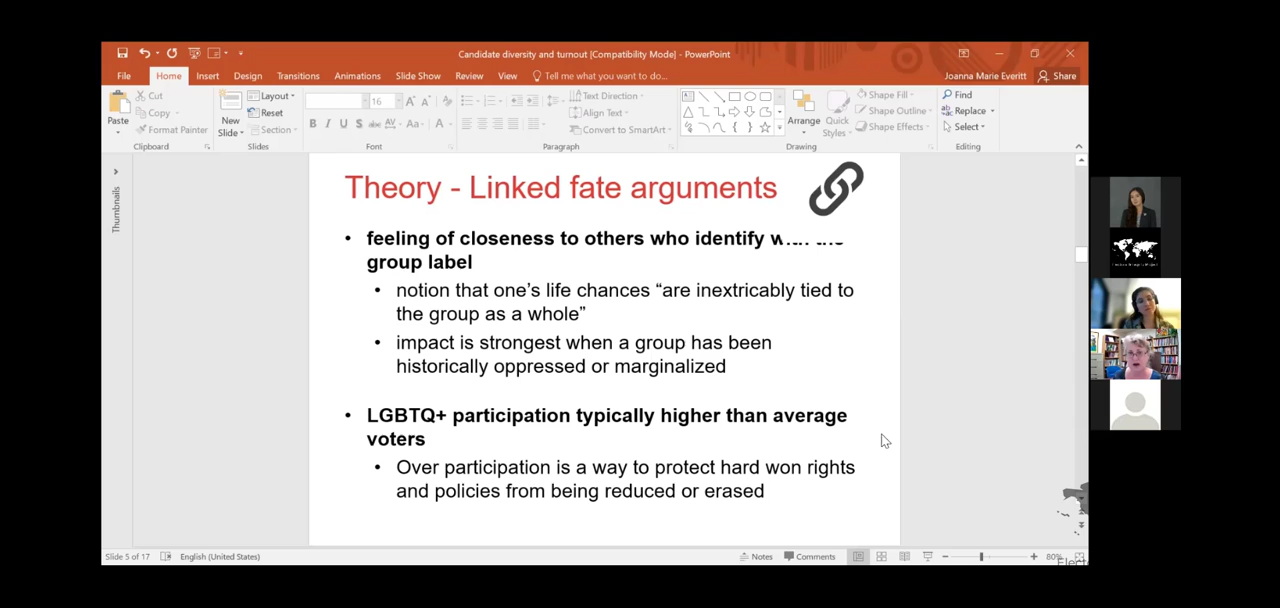 Candidate diversity and turnout [Compatibility Mode] - PowerPoint
File Home Insert Design Transitions Animations Slide Show Review View Tell me what you want to do... Joanna Marie Everitt Share
Paste
Cut
Copy
Format Painter
Clipboard
New Slide
Layout
Reset
Section
Slides
16
Font
Text Direction
Align Text
Convert to SmartArt
Paragraph
Arrange
Quick Styles
Shape Fill
Shape Outline
Shape Effects
Drawing
Find
Replace
Select
Editing
Thumbnails
Theory - Linked fate arguments
• feeling of closeness to others who identify with the
group label
• notion that one's life chances “are inextricably tied to
the group as a whole”
• impact is strongest when a group has been
historically oppressed or marginalized
• LGBTQ+ participation typically higher than average
voters
• Over participation is a way to protect hard won rights
and policies from being reduced or erased
Slide 5 of 17 English (United States) Notes Comments 80%